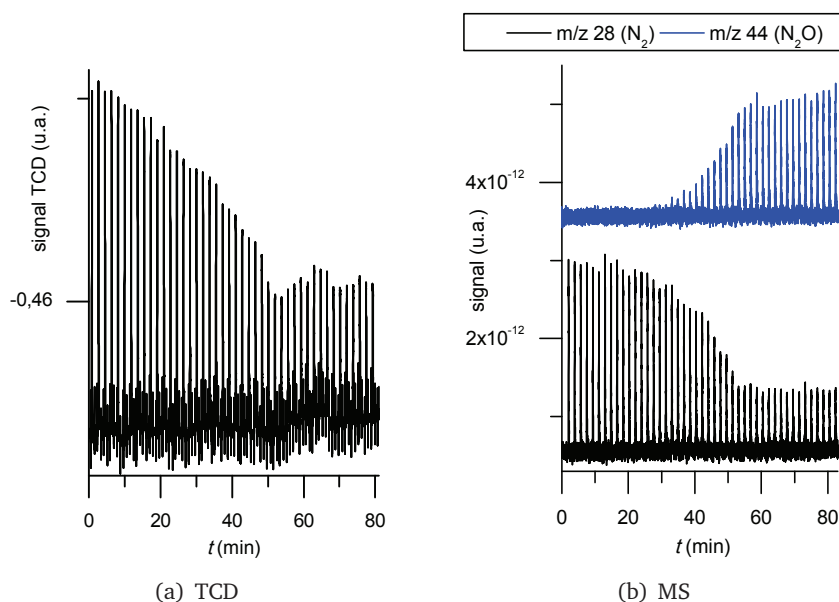 signal TCD (u.a.)
-0,46
0
20
40
60
80
t (min)
(a) TCD
m/z 28 (N₂)
m/z 44 (N₂O)
signal (u.a.)
4x10⁻¹²
2x10⁻¹²
0
20
40
60
80
t (min)
(b) MS